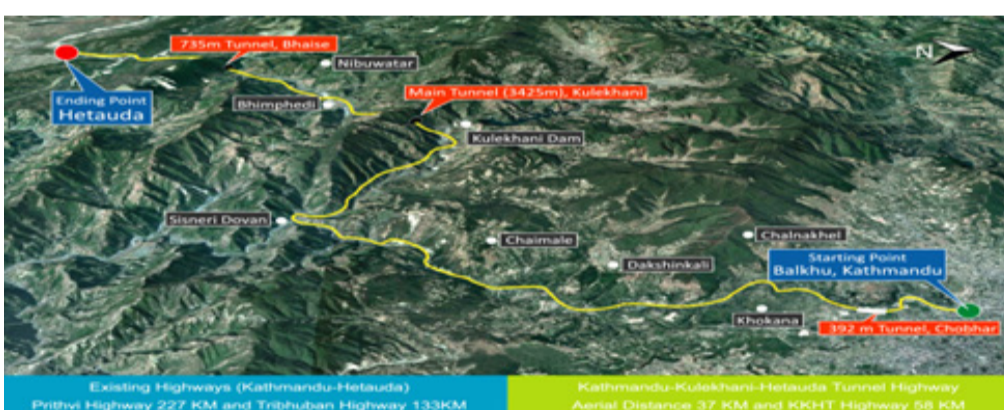 735m Tunnel, Bhaise
N
Nibuwatar
Ending Point
Hetauda
Bhimphedi
Main Tunnel (3425m), Kulekhani
Kulekhani Dam
Sisneri Dovan
Chaimale
Chalnakhel
Dakshinkali
Starting Point
Balkhu, Kathmandu
Khokana
392 m Tunnel, Chobhar
Existing Highways (Kathmandu-Hetauda)
Prithvi Highway 227 KM and Tribhuban Highway 133KM
Kathmandu-Kulekhani-Hetauda Tunnel Highway
Aerial Distance 37 KM and KKHT Highway 58 KM